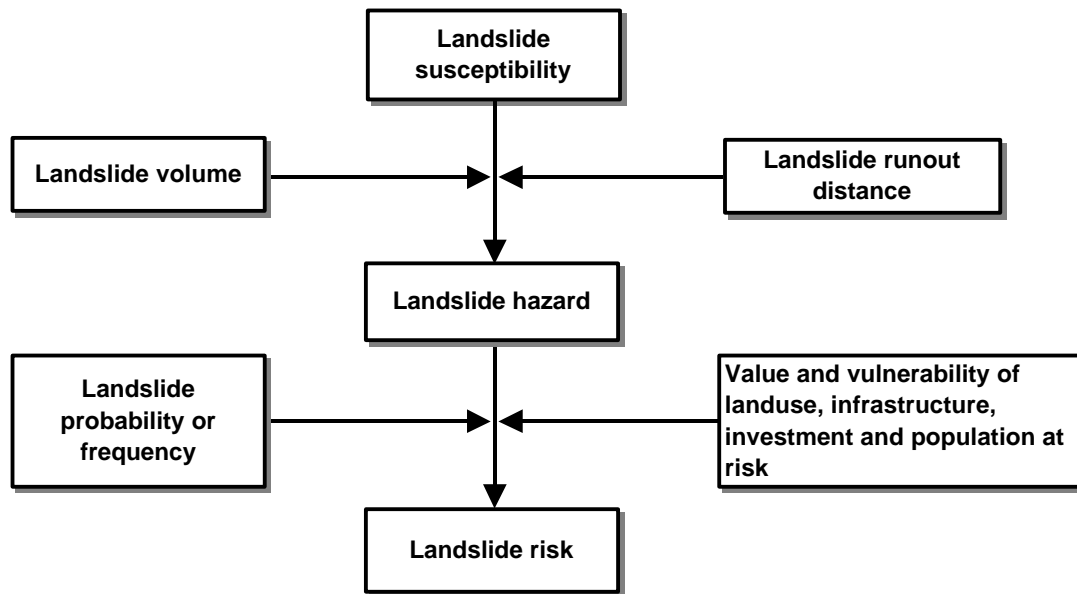 Landslide
susceptibility
Landslide volume
Landslide runout
distance
Landslide hazard
Landslide
probability or
frequency
Value and vulnerability of
landuse, infrastructure,
investment and population at
risk
Landslide risk